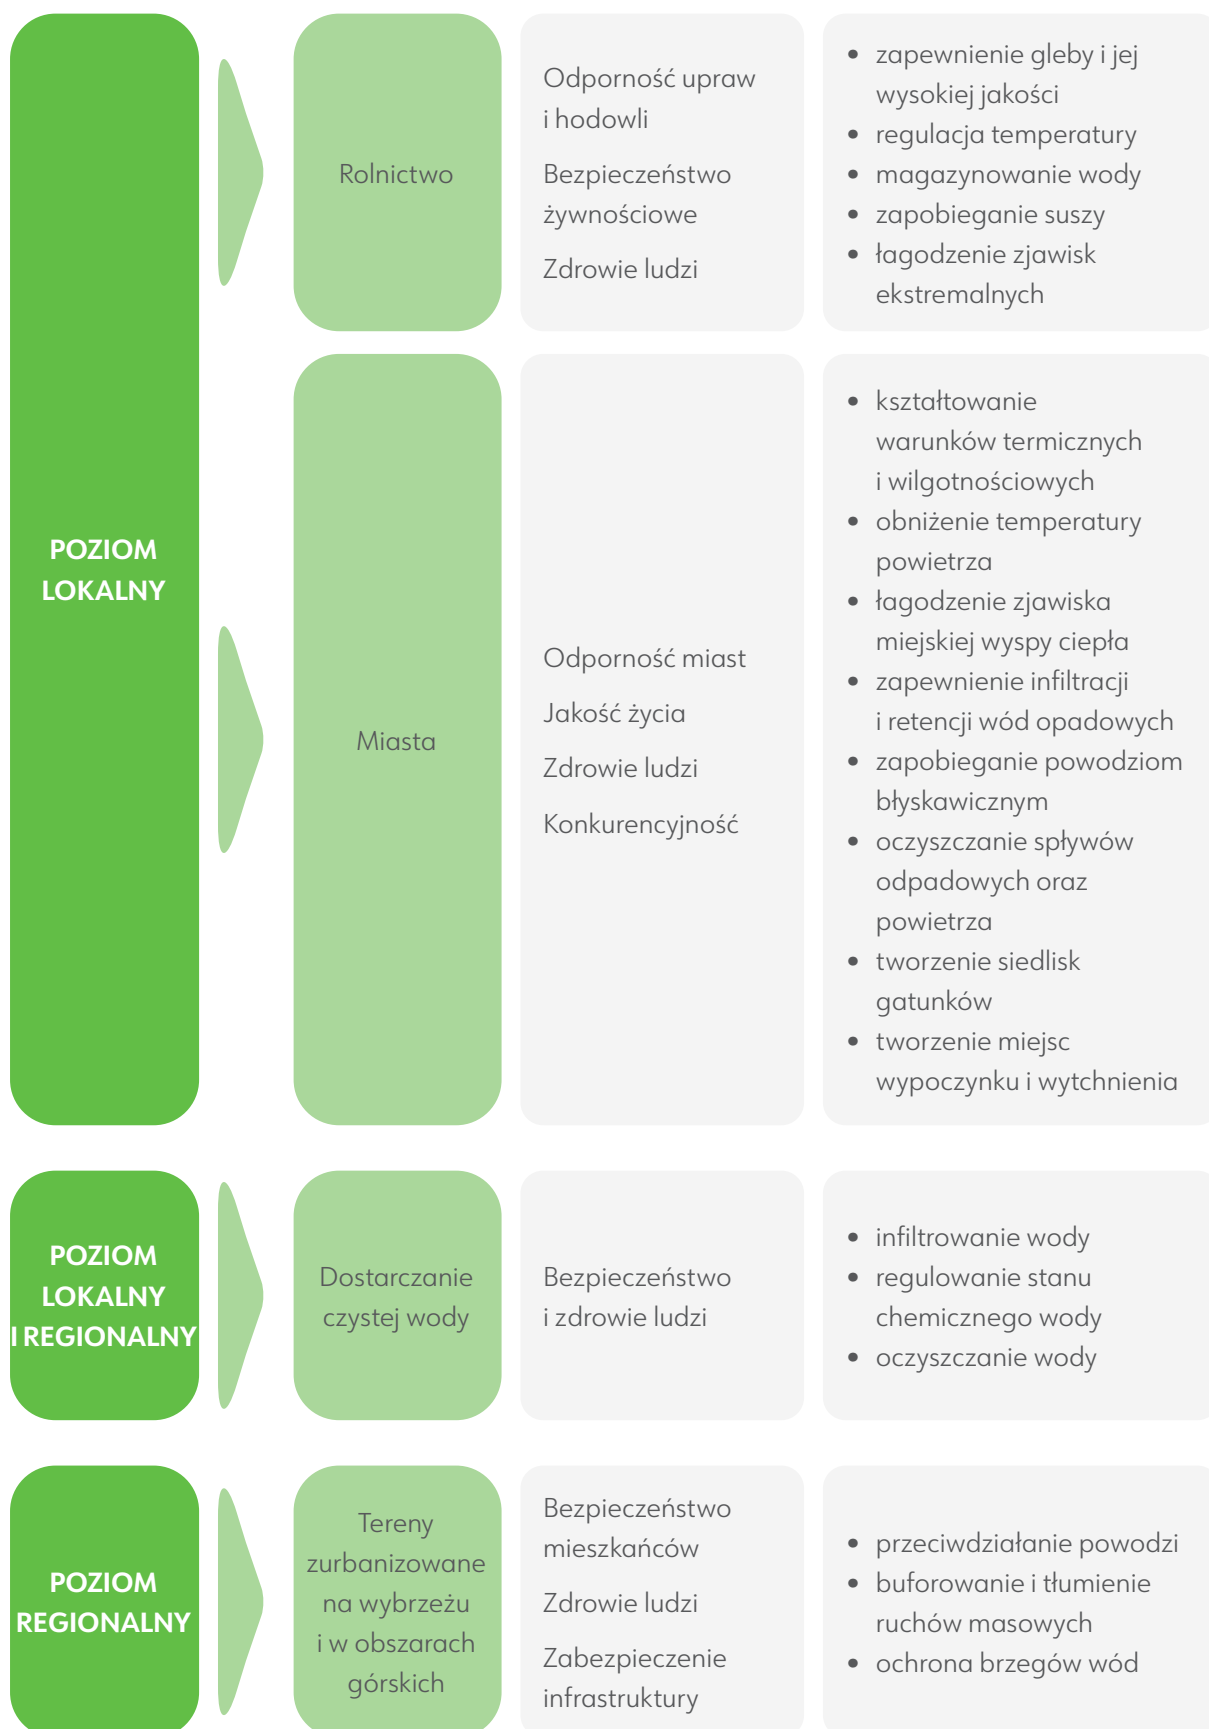 POZIOM
LOKALNY
Rolnictwo
Odporność upraw
i hodowli
Bezpieczeństwo
żywnościowe
Zdrowie ludzi
• zapewnienie gleby i jej
wysokiej jakości
• regulacja temperatury
• magazynowanie wody
• zapobieganie suszy
• łagodzenie zjawisk
ekstremalnych
Miasta
Odporność miast
Jakość życia
Zdrowie ludzi
Konkurencyjność
• kształtowanie
warunków termicznych
i wilgotnościowych
• obniżenie temperatury
powietrza
• łagodzenie zjawiska
miejskiej wyspy ciepła
• zapewnienie infiltracji
i retencji wód opadowych
• zapobieganie powodziom
błyskawicznym
• oczyszczanie spływów
odpadowych oraz
powietrza
• tworzenie siedlisk
gatunków
• tworzenie miejsc
wypoczynku i wytchnienia
POZIOM
LOKALNY
I REGIONALNY
Dostarczanie
czystej wody
Bezpieczeństwo
i zdrowie ludzi
• infiltrowanie wody
• regulowanie stanu
chemicznego wody
• oczyszczanie wody
POZIOM
REGIONALNY
Tereny
zurbanizowane
na wybrzeżu
i w obszarach
górskich
Bezpieczeństwo
mieszkańców
Zdrowie ludzi
Zabezpieczenie
infrastruktury
• przeciwdziałanie powodzi
• buforowanie i tłumienie
ruchów masowych
• ochrona brzegów wód